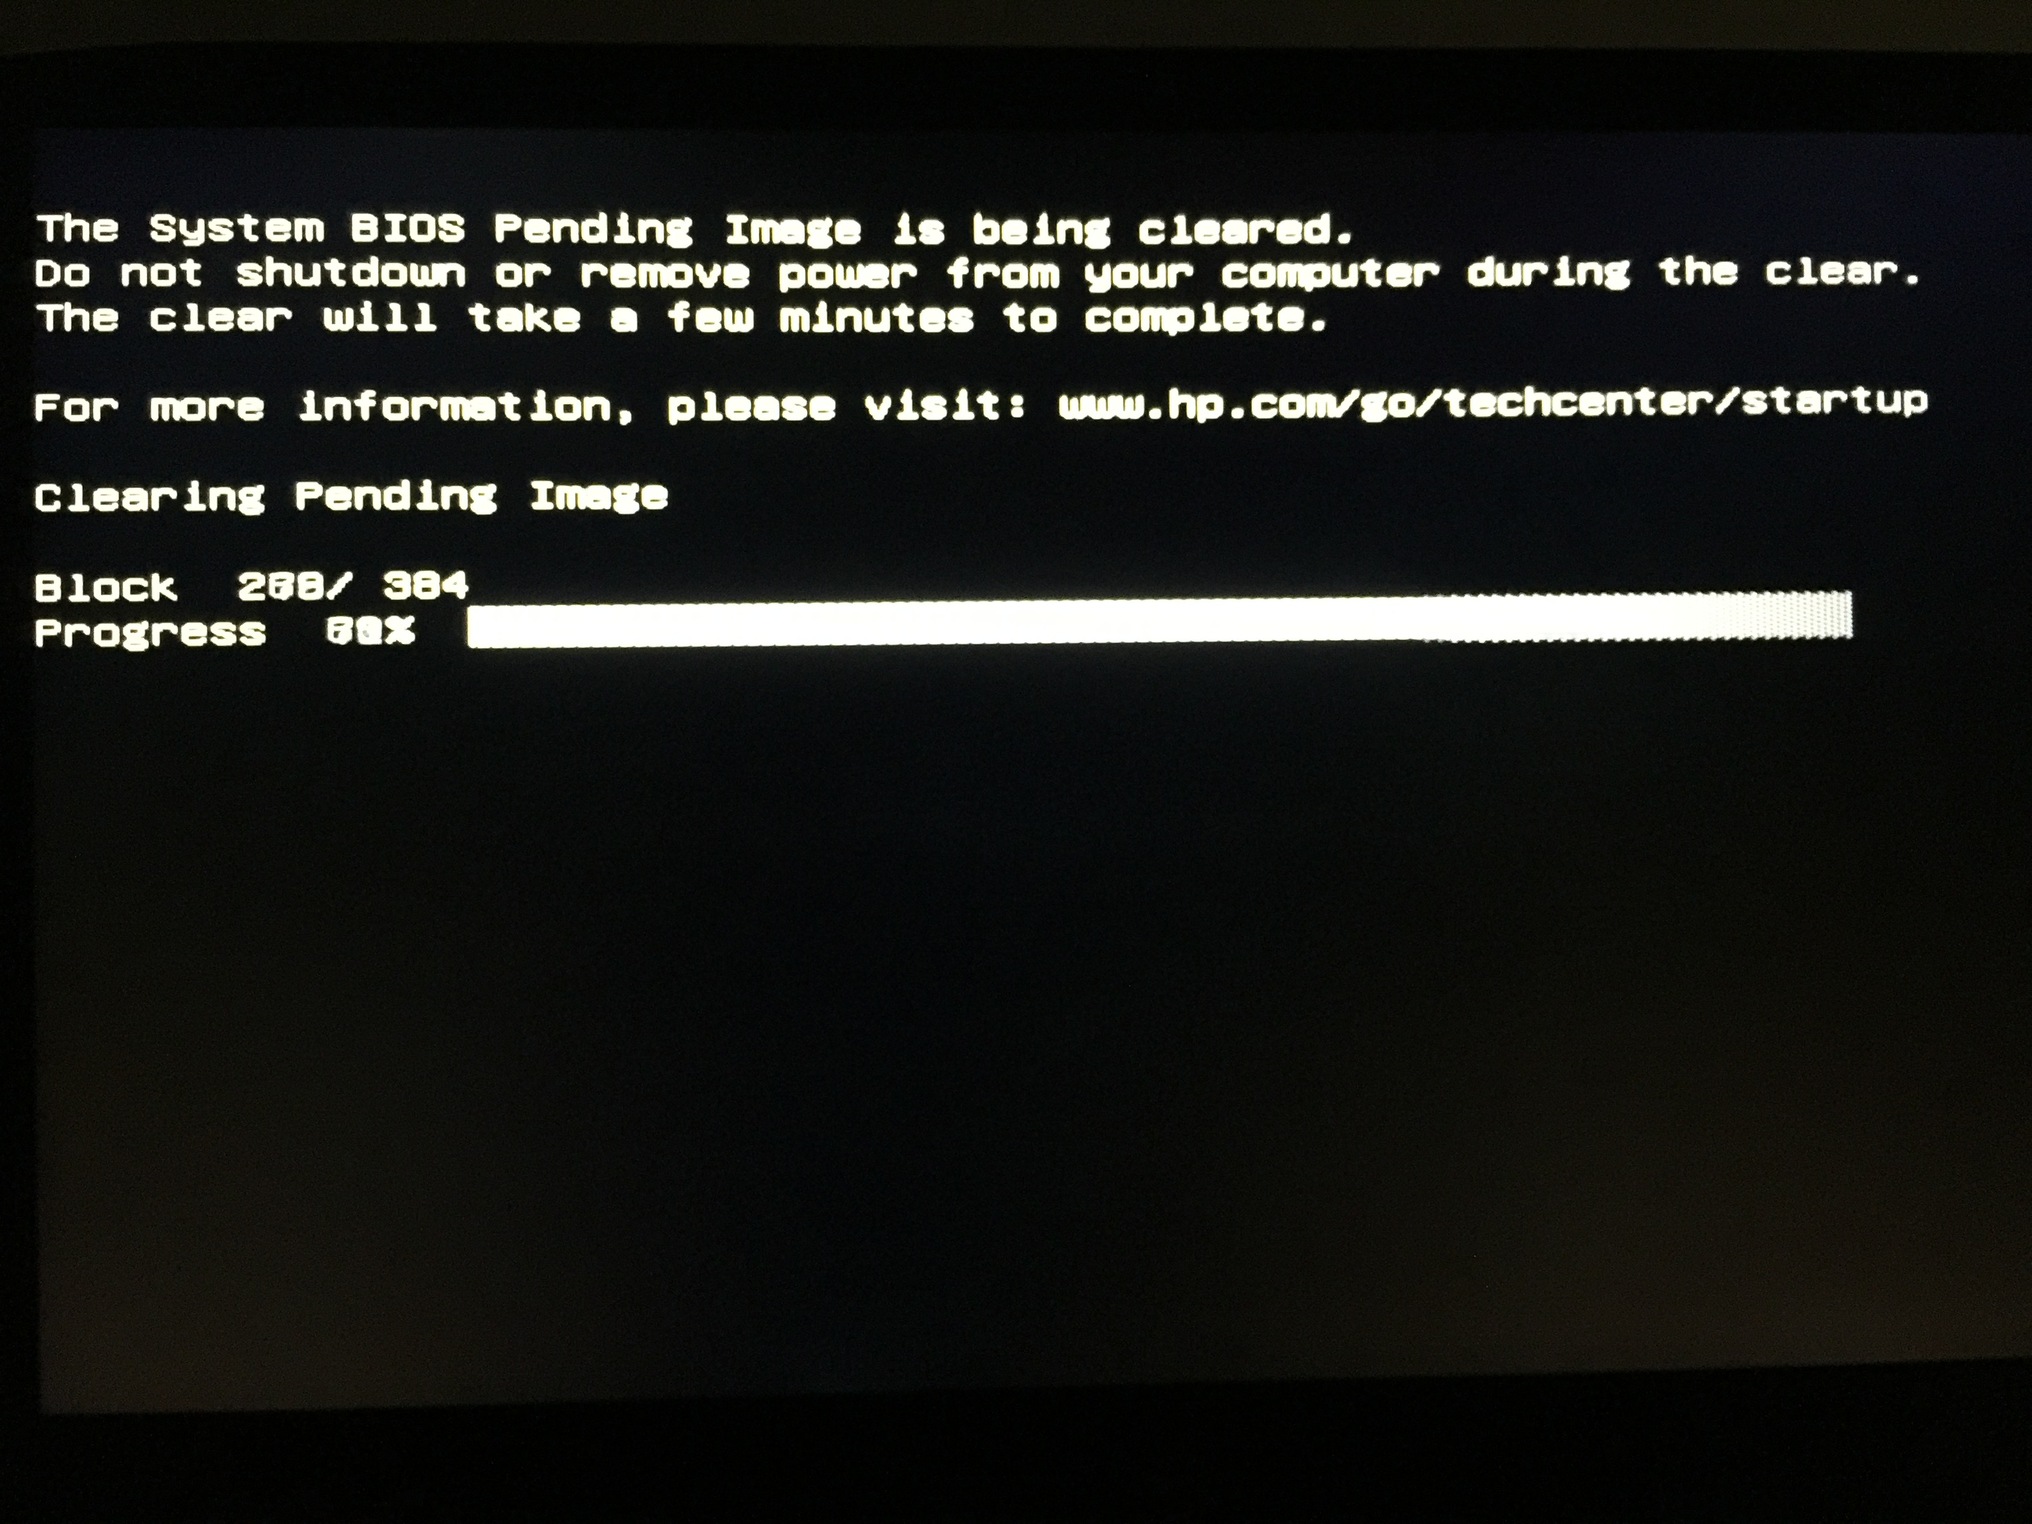 The System BIOS Pending Image is being cleared.
Do not shutdown or remove power from your computer during the clear.
The clear will take a few minutes to complete.
For more information, please visit: www.hp.com/go/techcenter/startup
Clearing Pending Image
Block / 384
Progress